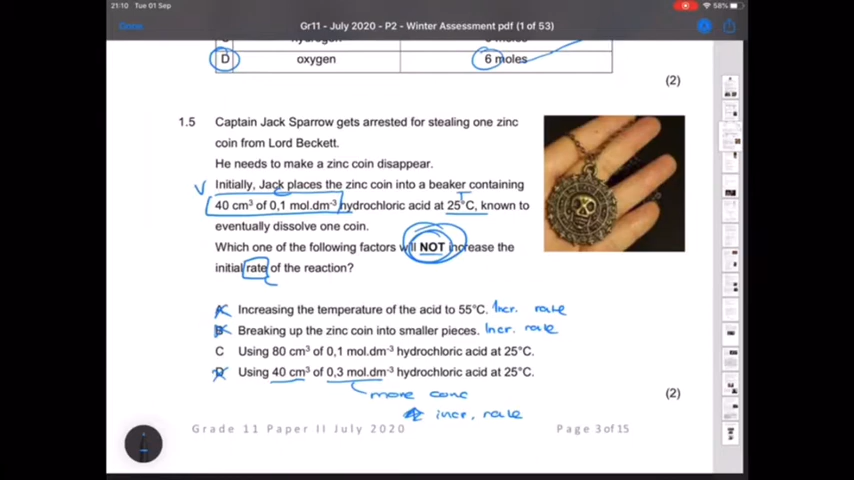 21:10 Tue 01 Sep
58%
Done
Gr11 - July 2020 - P2 - Winter Assessment pdf (1 of 53)
D oxygen 6 moles
(2)
1.5 Captain Jack Sparrow gets arrested for stealing one zinc
coin from Lord Beckett.
He needs to make a zinc coin disappear.
V Initially, Jack places the zinc coin into a beaker containing
T
40 cm³ of 0,1 mol.dm⁻³ hydrochloric acid at 25°C, known to
eventually dissolve one coin.
Which one of the following factors will NOT increase the
initial rate of the reaction?
A Increasing the temperature of the acid to 55°C. Incr. rate
B Breaking up the zinc coin into smaller pieces. Incr. rate
C Using 80 cm³ of 0,1 mol.dm⁻³ hydrochloric acid at 25°C.
D Using 40 cm³ of 0,3 mol.dm⁻³ hydrochloric acid at 25°C.
more conc
(2)
incr. rate
Grade 11 Paper II July 2020 Page 3 of 15